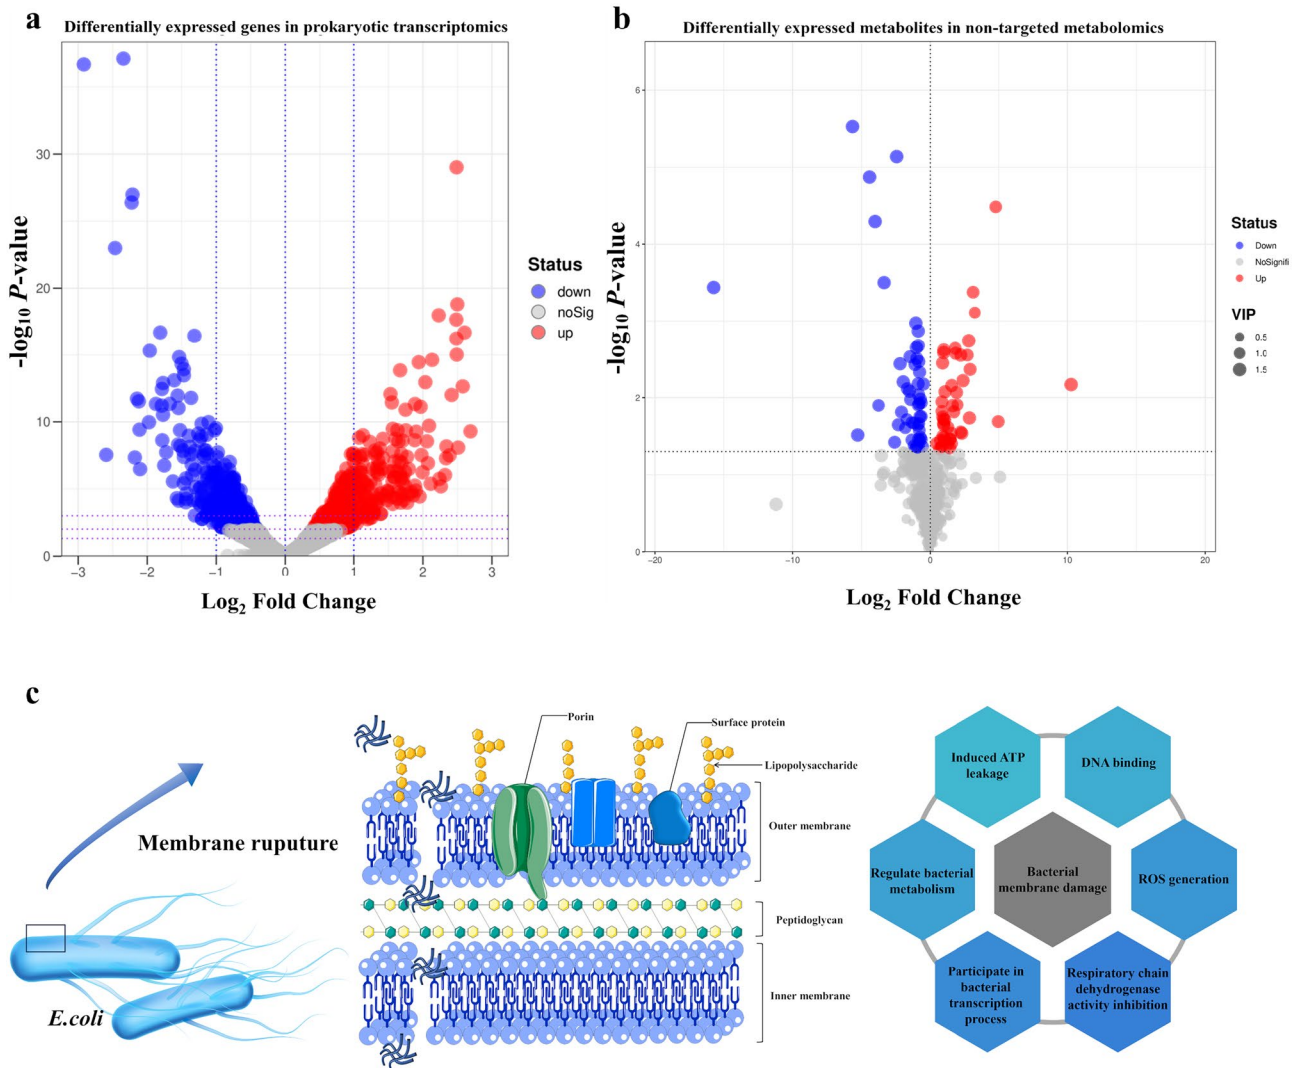 a
Differentially expressed genes in prokaryotic transcriptomics
-log10 P-value
30
20
10
0
−3
−2
−1
0
1
2
3
Log2 Fold Change
Status
down
noSig
up
b
Differentially expressed metabolites in non-targeted metabolomics
-log10 P-value
6
4
2
0
−20
−10
0
10
20
Log2 Fold Change
Status
Down
NoSignifi
Up
VIP
0.5
1.0
1.5
c
Membrane ruputure
E.coli
Porin
Surface protein
Lipopolysaccharide
Outer membrane
Peptidoglycan
Inner membrane
Induced ATP
leakage
DNA binding
Regulate bacterial
metabolism
Bacterial
membrane damage
ROS generation
Participate in
bacterial
transcription
process
Respiratory chain
dehydrogenase
activity inhibition